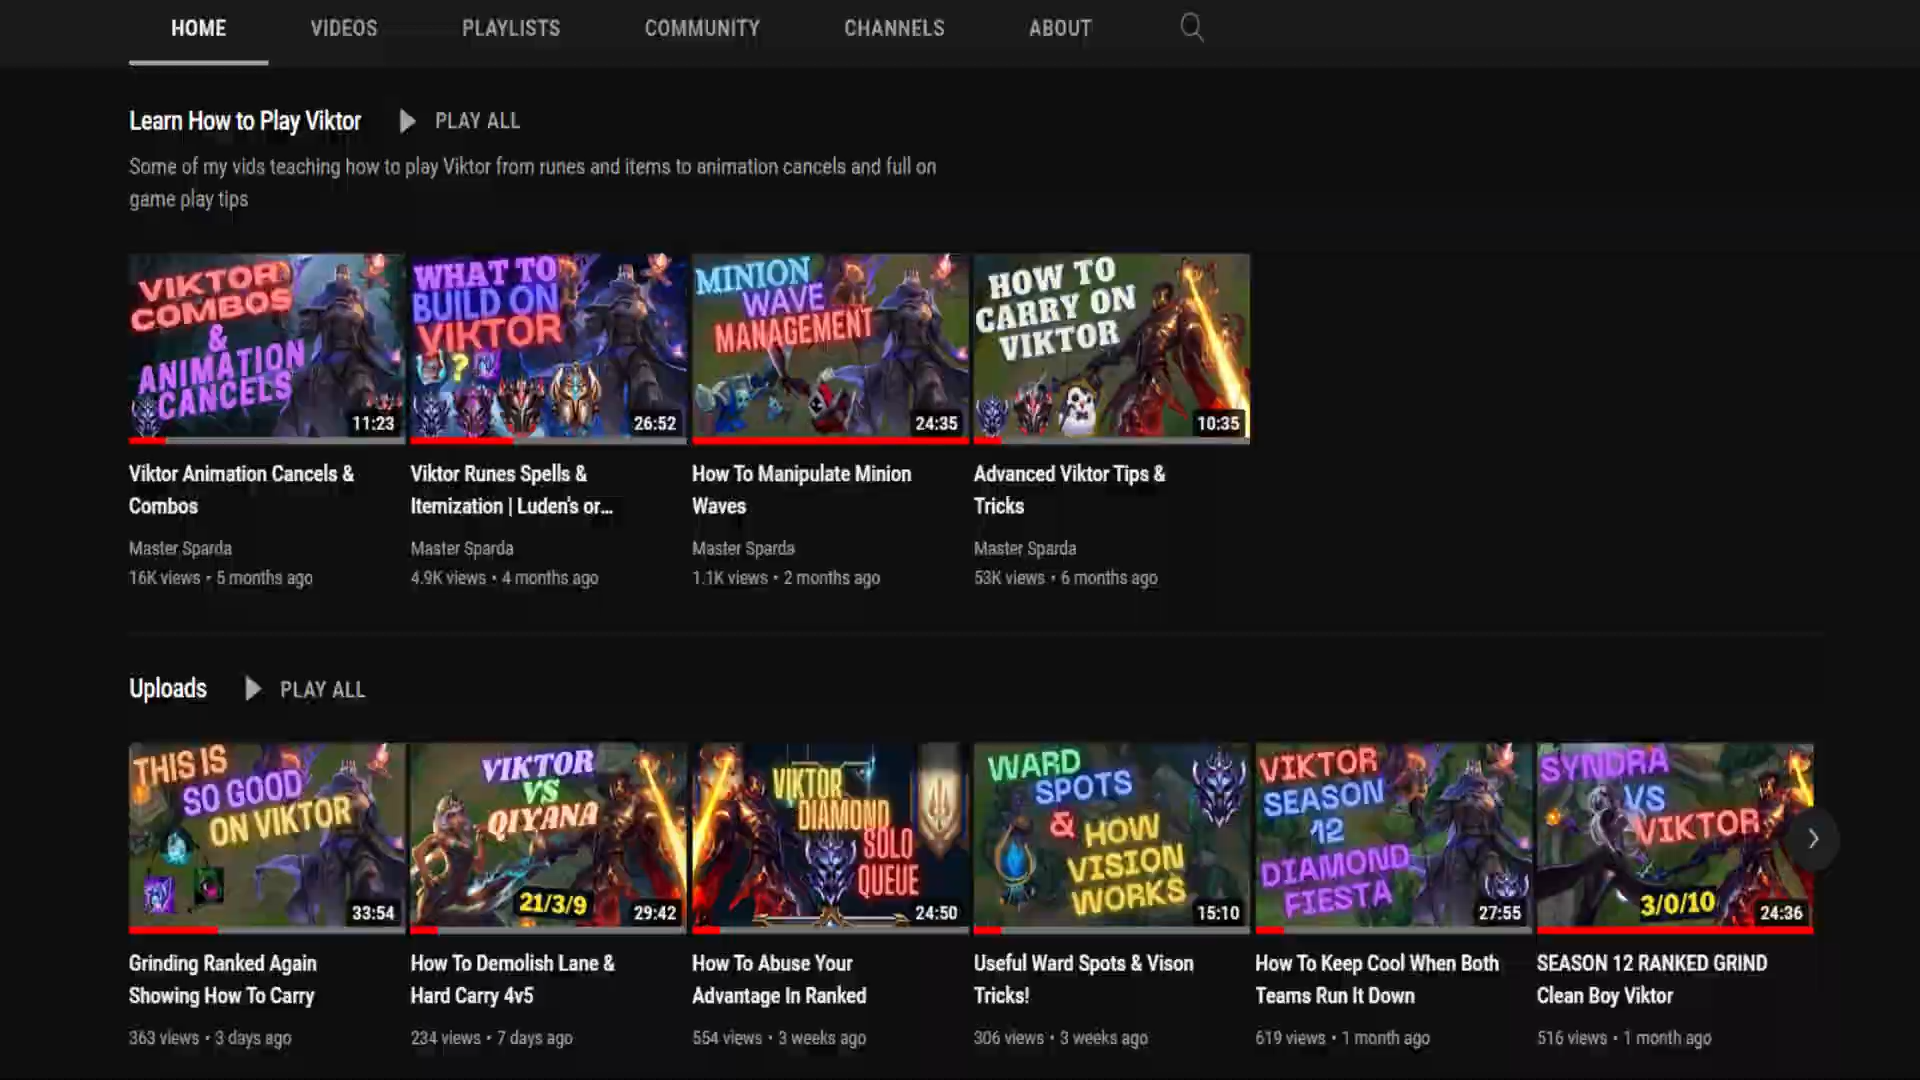 HOME VIDEOS PLAYLISTS COMMUNITY CHANNELS ABOUT
Learn How to Play Viktor PLAY ALL
Some of my vids teaching how to play Viktor from runes and items to animation cancels and full on
game play tips
VIKTOR
COMBOS
&
ANIMATION
CANCELS
11:23
WHAT TO
BUILD ON
VIKTOR
?
26:52
MINION
WAVE
MANAGEMENT
24:35
HOW TO
CARRY ON
VIKTOR
10:35
Viktor Animation Cancels &
Combos
Master Sparda
16K views • 5 months ago
Viktor Runes Spells &
Itemization | Luden's or...
Master Sparda
4.9K views • 4 months ago
How To Manipulate Minion
Waves
Master Sparda
1.1K views • 2 months ago
Advanced Viktor Tips &
Tricks
Master Sparda
53K views • 6 months ago
Uploads PLAY ALL
THIS IS
SO GOOD
ON VIKTOR
33:54
VIKTOR
VS
QIYANA
21/3/9
29:42
VIKTOR
DIAMOND
SOLO
QUEUE
24:50
WARD
SPOTS
& HOW
VISION
WORKS
15:10
VIKTOR
SEASON
12
DIAMOND
FIESTA
27:55
SYNDRA
VS
VIKTOR
3/0/10
24:36
Grinding Ranked Again
Showing How To Carry
363 views • 3 days ago
How To Demolish Lane &
Hard Carry 4v5
234 views • 7 days ago
How To Abuse Your
Advantage In Ranked
554 views • 3 weeks ago
Useful Ward Spots & Vison
Tricks!
306 views • 3 weeks ago
How To Keep Cool When Both
Teams Run It Down
619 views • 1 month ago
SEASON 12 RANKED GRIND
Clean Boy Viktor
516 views • 1 month ago